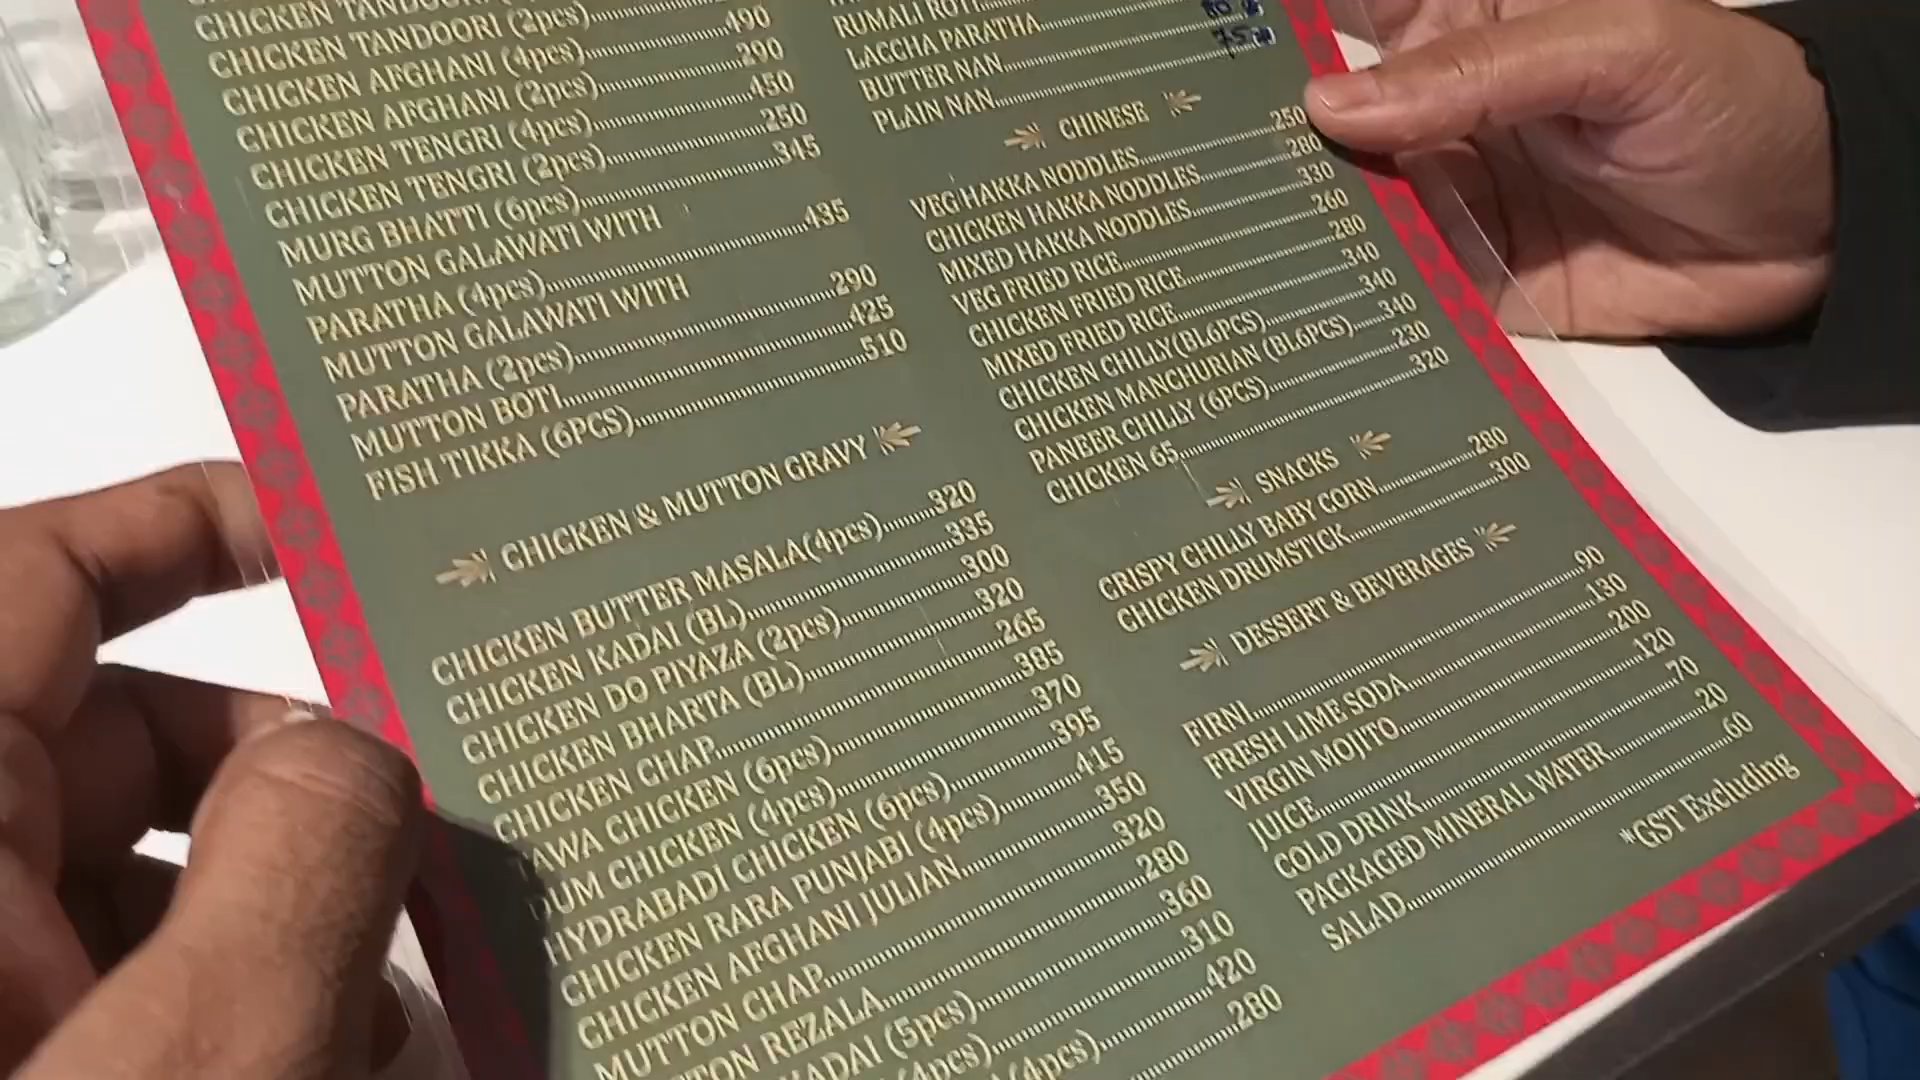 CHICKEN TANDOORI (2pcs)
CHICKEN AFGHANI (4pcs)..........490
CHICKEN AFGHANI (2pcs)..........290
CHICKEN TENGRI (4pcs)..........450
CHICKEN TENGRI (2pcs)..........250
MURG BHATTI (6pcs)..........345
MUTTON GALAWATI WITH
PARATHA (4pcs)..........435
MUTTON GALAWATI WITH
PARATHA (2pcs)..........290
MUTTON BOTI..........425
FISH TIKKA (6PCS)..........510
CHICKEN & MUTTON GRAVY
CHICKEN BUTTER MASALA(4pcs)..........320
CHICKEN KADAI (BL)..........335
CHICKEN DO PIYAZA (2pcs)..........300
CHICKEN BHARTA (BL)..........320
CHICKEN CHAP..........265
TAWA CHICKEN (6pcs)..........385
DUM CHICKEN (4pcs)..........370
HYDRABADI CHICKEN (6pcs)..........395
CHICKEN RARA PUNJABI (4pcs)..........415
CHICKEN AFGHANI JULIAN..........350
MUTTON CHAP..........320
REZALA..........280
KADAI (5pcs)..........360
(4pcs)..........310
(4pcs)..........420
280
RUMALI ROTI
LACCHA PARATHA
BUTTER NAN
PLAIN NAN
CHINESE
VEG HAKKA NODDLES..........250
CHICKEN HAKKA NODDLES..........280
MIXED HAKKA NODDLES..........330
VEG FRIED RICE..........260
CHICKEN FRIED RICE..........280
MIXED FRIED RICE..........340
CHICKEN CHILLY(BL6PCS)..........340
CHICKEN MANCHURIAN (BL6PCS)..........340
PANEER CHILLY (6PCS)..........230
CHICKEN 65..........320
SNACKS
CRISPY CHILLY BABY CORN..........280
CHICKEN DRUMSTICK..........300
DESSERT & BEVERAGES
FIRNI..........90
FRESH LIME SODA..........130
VIRGIN MOJITO..........200
JUICE..........120
COLD DRINK..........70
PACKAGED MINERAL WATER..........20
SALAD..........60
*GST Excluding